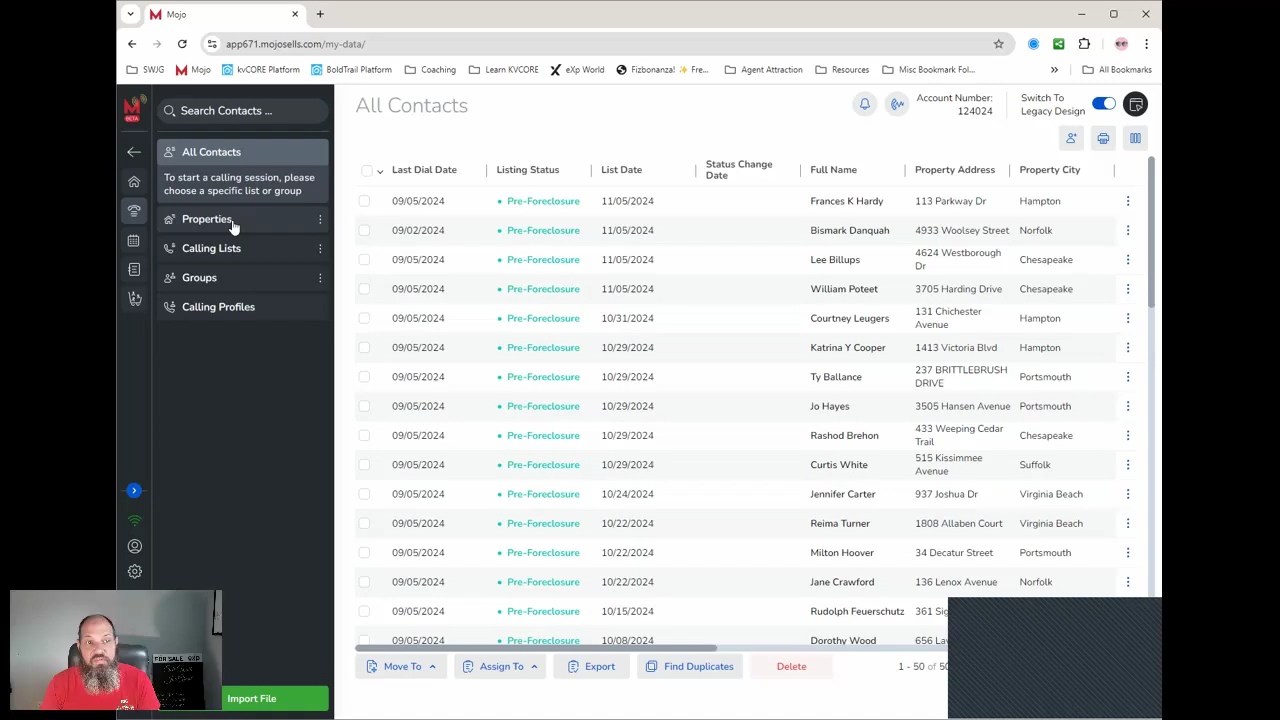 Mojo
app671.mojosells.com/my-data/
SWJG
Mojo
kvCORE Platform
BoldTrail Platform
Coaching
Learn KVCORE
eXp World
Fizbonanza! ✨ Fre...
Agent Attraction
Resources
Misc Bookmark Fol...
All Bookmarks
BETA
Search Contacts ...
All Contacts
To start a calling session, please
choose a specific list or group
Properties
Calling Lists
Groups
Calling Profiles
Import File
All Contacts
Account Number:
124024
Switch To
Legacy Design
Last Dial Date Listing Status List Date Status Change Date Full Name Property Address Property City
09/05/2024 • Pre-Foreclosure 11/05/2024 Frances K Hardy 113 Parkway Dr Hampton
09/02/2024 • Pre-Foreclosure 11/05/2024 Bismark Danquah 4933 Woolsey Street Norfolk
09/05/2024 • Pre-Foreclosure 11/05/2024 Lee Billups 4624 Westborough Dr Chesapeake
09/05/2024 • Pre-Foreclosure 11/05/2024 William Poteet 3705 Harding Drive Chesapeake
09/05/2024 • Pre-Foreclosure 10/31/2024 Courtney Leugers 131 Chichester Avenue Hampton
09/05/2024 • Pre-Foreclosure 10/29/2024 Katrina Y Cooper 1413 Victoria Blvd Hampton
09/05/2024 • Pre-Foreclosure 10/29/2024 Ty Ballance 237 BRITTLEBRUSH DRIVE Portsmouth
09/05/2024 • Pre-Foreclosure 10/29/2024 Jo Hayes 3505 Hansen Avenue Portsmouth
09/05/2024 • Pre-Foreclosure 10/29/2024 Rashod Brehon 433 Weeping Cedar Trail Chesapeake
09/05/2024 • Pre-Foreclosure 10/29/2024 Curtis White 515 Kissimmee Avenue Suffolk
09/05/2024 • Pre-Foreclosure 10/24/2024 Jennifer Carter 937 Joshua Dr Virginia Beach
09/05/2024 • Pre-Foreclosure 10/22/2024 Reima Turner 1808 Allaben Court Virginia Beach
09/05/2024 • Pre-Foreclosure 10/22/2024 Milton Hoover 34 Decatur Street Portsmouth
09/05/2024 • Pre-Foreclosure 10/22/2024 Jane Crawford 136 Lenox Avenue Norfolk
09/05/2024 • Pre-Foreclosure 10/15/2024 Rudolph Feuerschutz 361
09/05/2024 • Pre-Foreclosure 10/08/2024 Dorothy Wood 656
Move To
Assign To
Export
Find Duplicates
Delete
1 - 50 of
FOR SALE